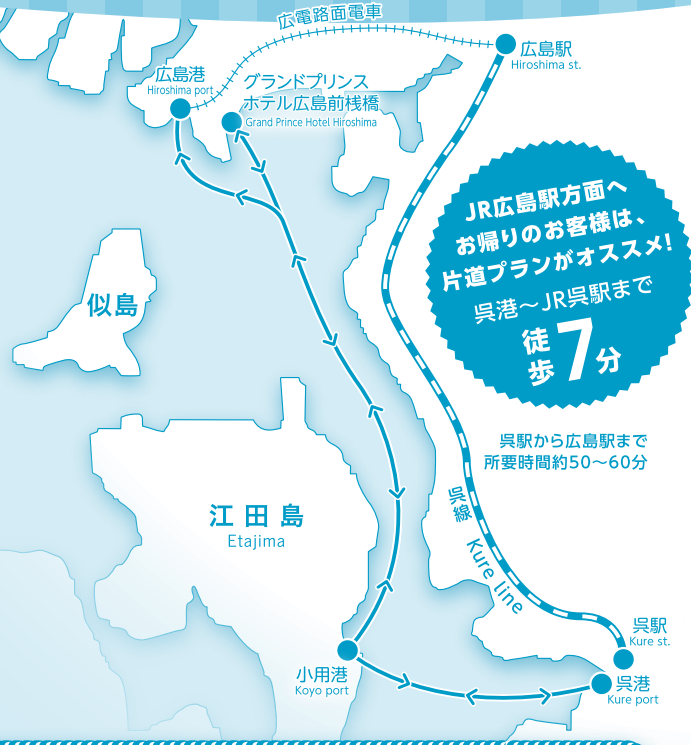 広電路面電車
広島駅
Hiroshima st.
広島港
Hiroshima port
グランドプリンス
ホテル広島前桟橋
Grand Prince Hotel Hiroshima
JR広島駅方面へ
お帰りのお客様は、
片道プランがオススメ!
呉港～JR呉駅まで
徒歩7分
似島
呉駅から広島駅まで
所要時間約50～60分
呉線 Kure line
江田島
Etajima
呉駅
Kure st.
小用港
Koyo port
呉港
Kure port